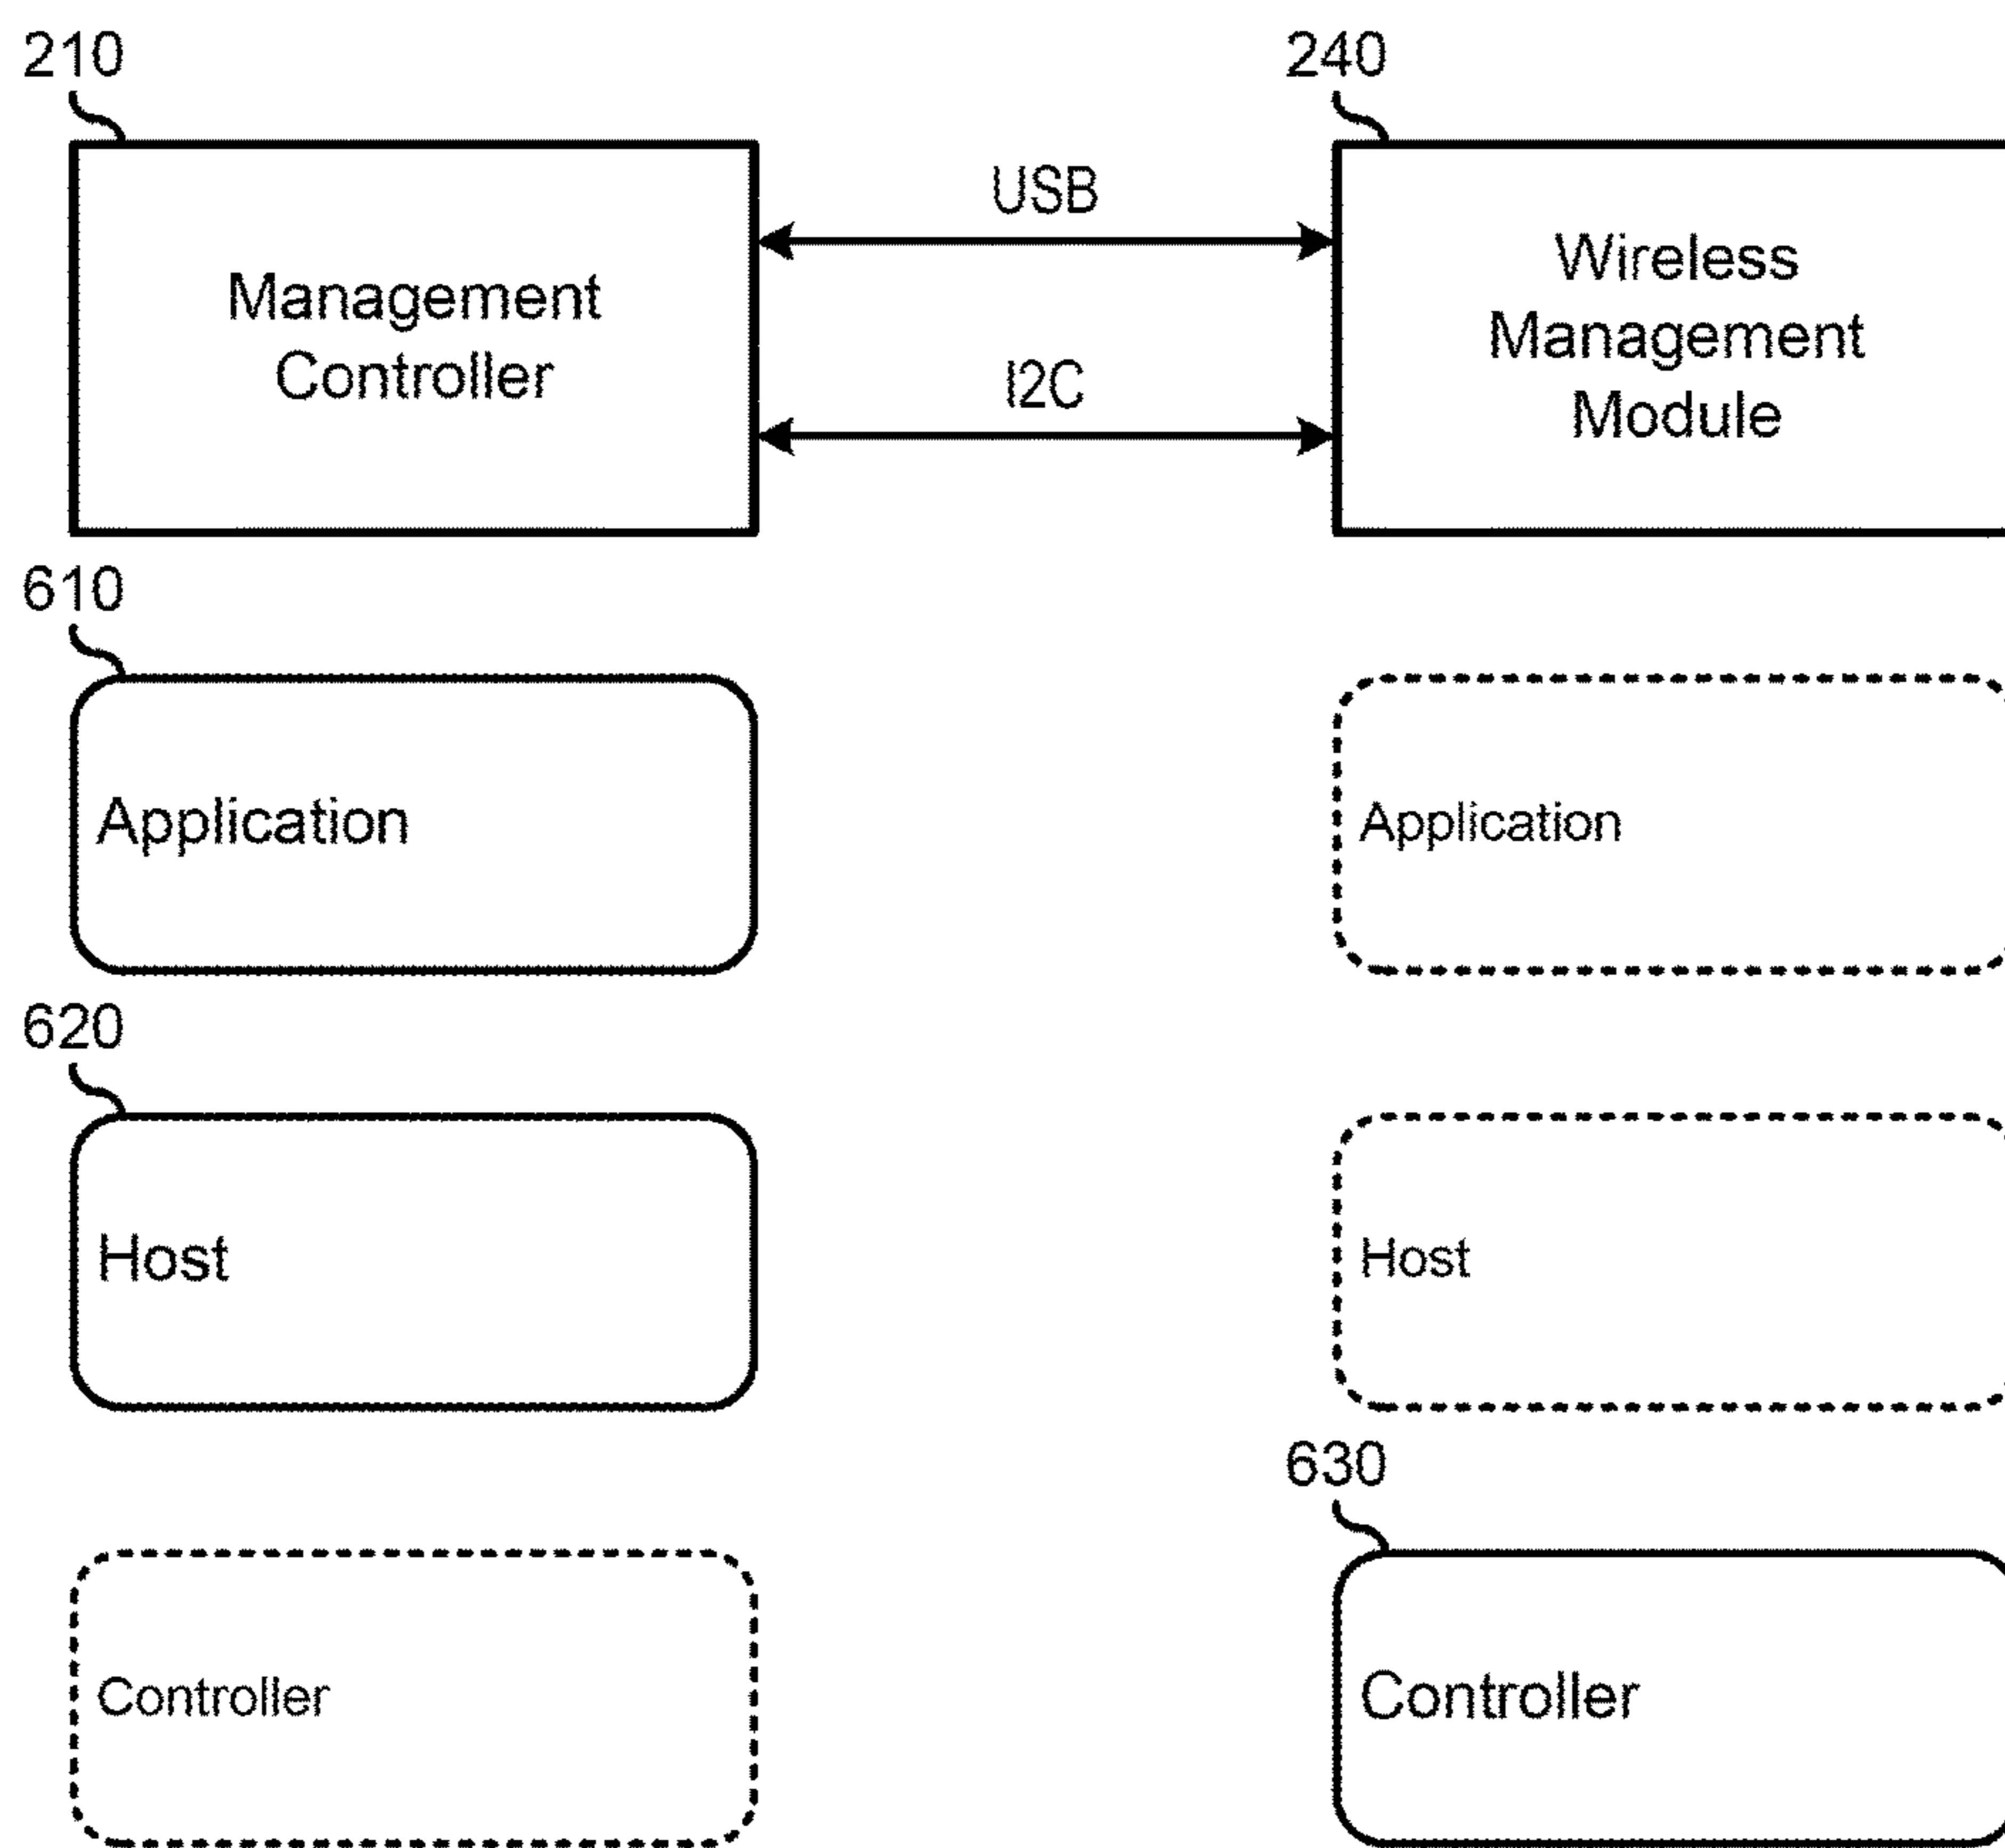 210
240
Management
Controller
USB
I2C
Wireless
Management
Module
610
Application
Application
620
Host
Host
630
Controller
Controller